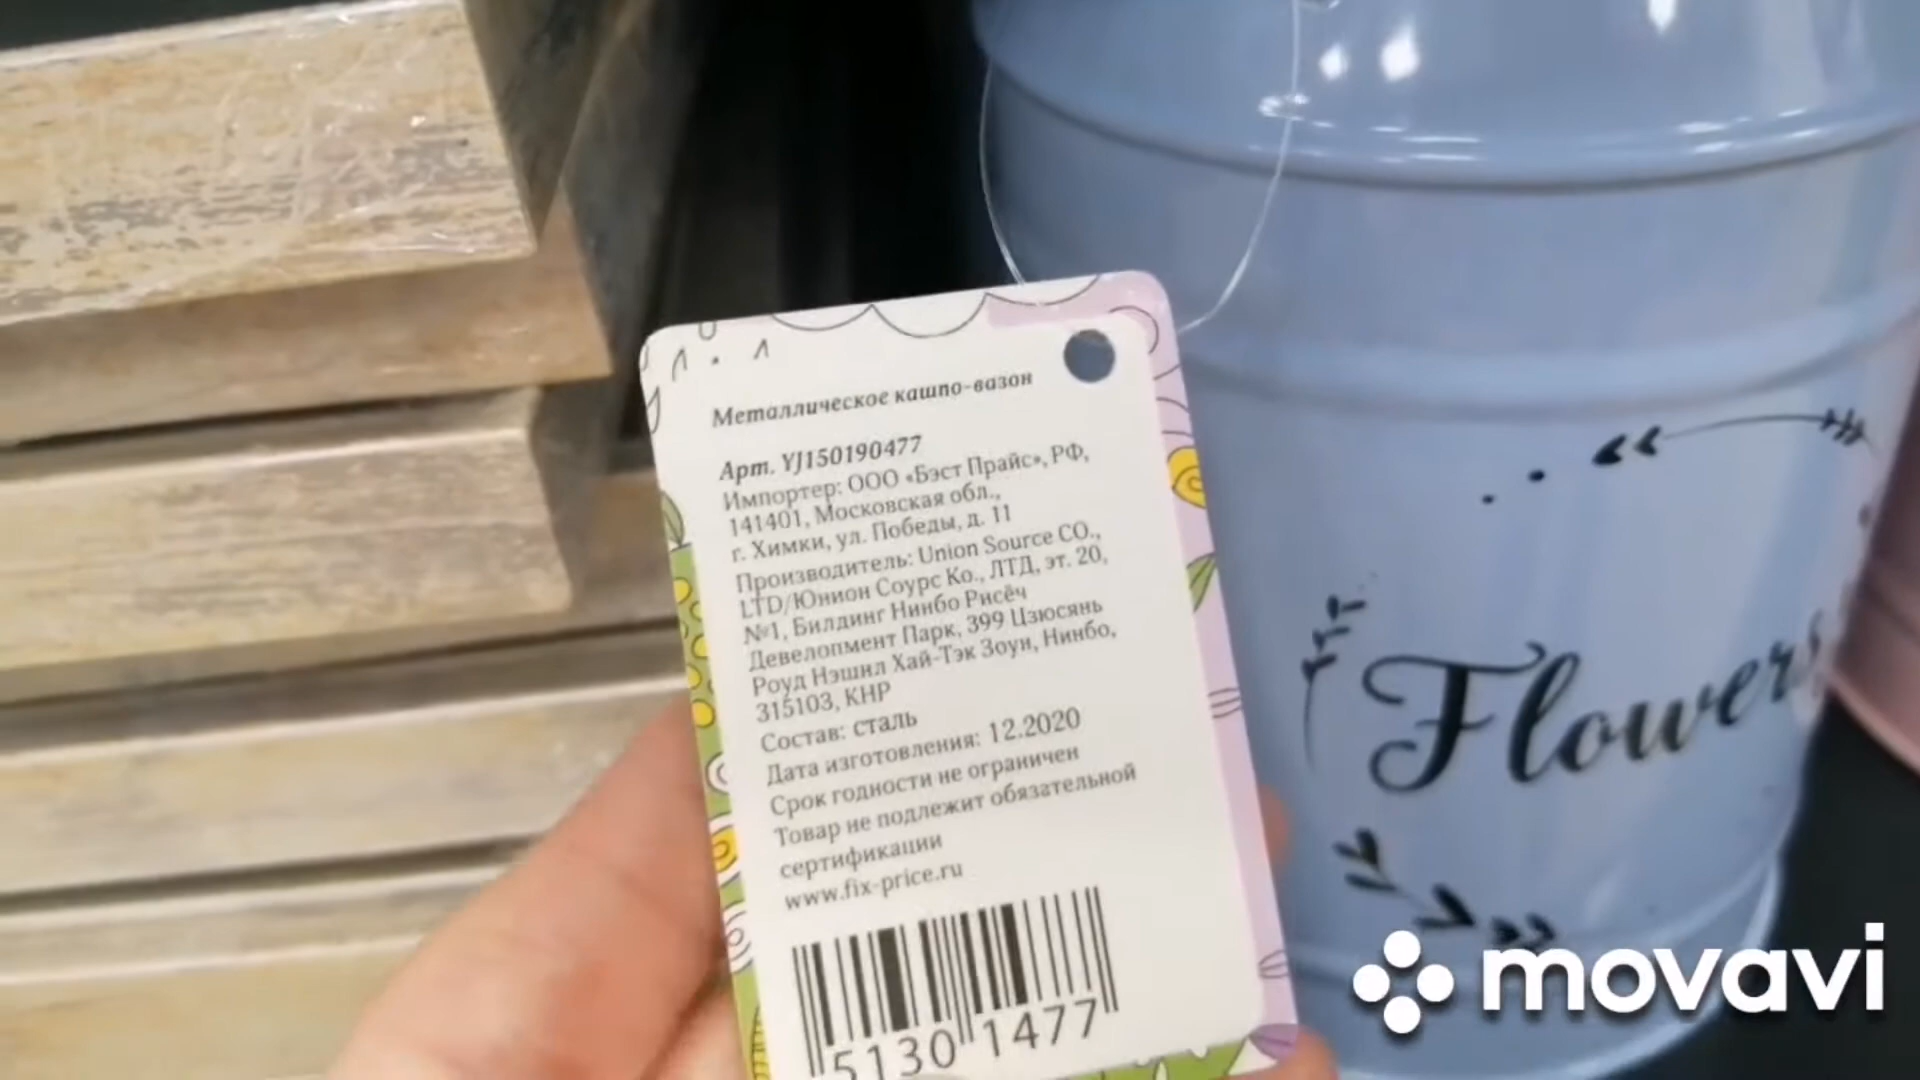 Металлическое кашпо-вазон
Арт. YJ150190477
Импортер: ООО «Бэст Прайс», РФ,
141401, Московская обл.,
г. Химки, ул. Победы, д. 11
Производитель: Union Source CO.,
LTD/Юнион Соурс Ко., ЛТД, эт. 20,
№1, Билдинг Нинбо Рисёч
Девелопмент Парк, 399 Цзюсянь
Роуд Нэшил Хай-Тэк Зоун, Нинбо,
315103, КНР
Состав: сталь
Дата изготовления: 12.2020
Срок годности не ограничен
Товар не подлежит обязательной
сертификации
www.fix-price.ru
5130 1477
Flowers
movavi